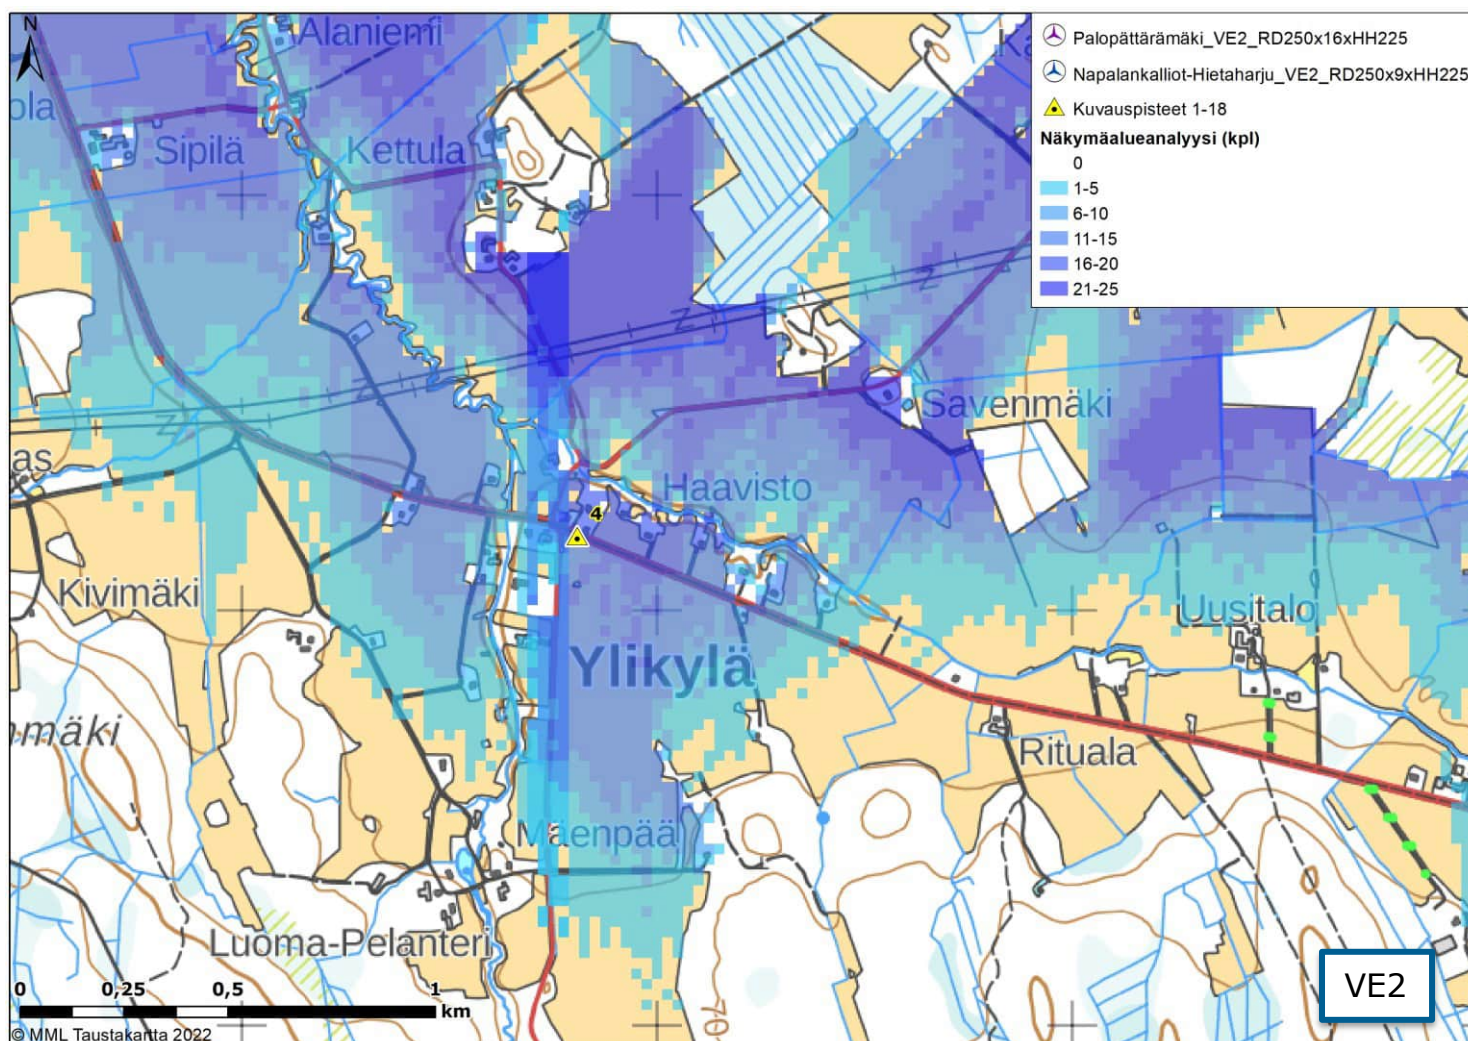 N
Palopättärämäki_VE2_RD250x16xHH225
Napalankalliot-Hietaharju_VE2_RD250x9xHH225
Kuvauspisteet 1-18
Näkymäalueanalyysi (kpl)
0
1-5
6-10
11-15
16-20
21-25
Alaniemi
ola
Sipilä
Kettula
Savenmäki
as
Haavisto
4
Kivimäki
Uusitalo
Ylikylä
nmäki
Rituala
Mäenpää
Luoma-Pelanteri
70
0 0,25 0,5 1
km
VE2
© MML Taustakartta 2022